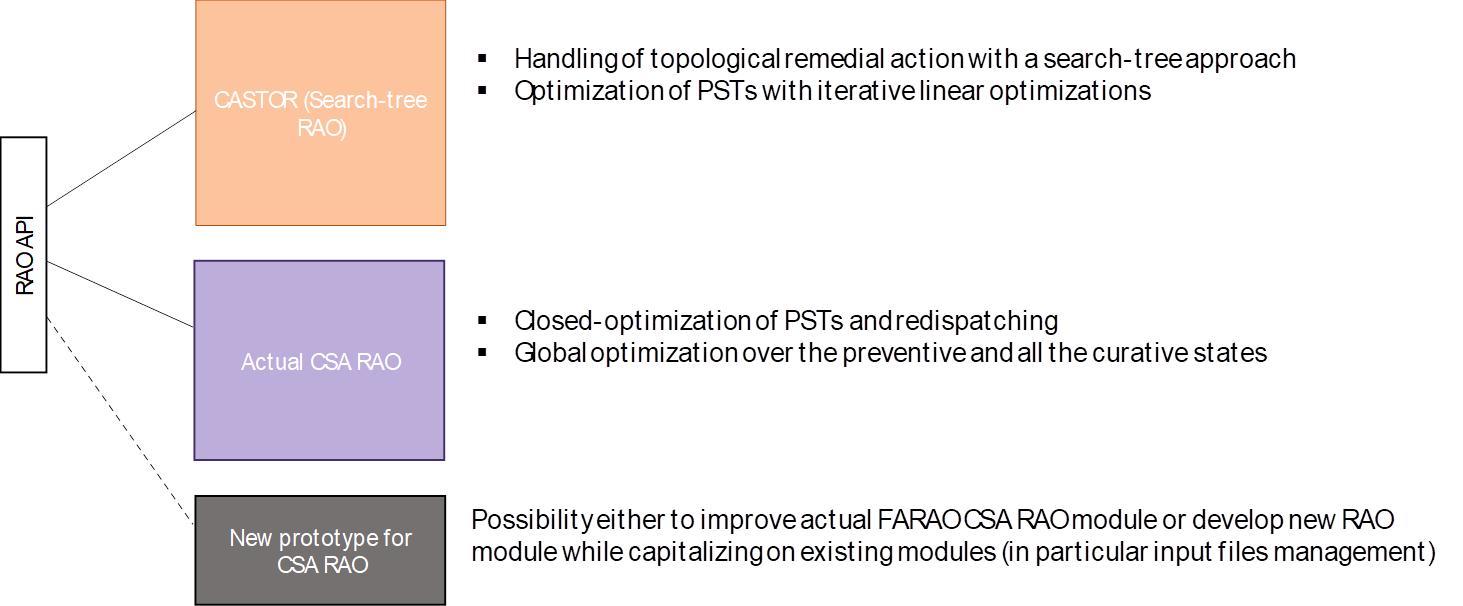 RAO API
CASTOR (Search-tree
RAO)
▪ Handling of topological remedial action with a search-tree approach
▪ Optimization of PSTs with iterative linear optimizations
Actual CSA RAO
▪ Closed-optimization of PSTs and redispatching
▪ Global optimization over the preventive and all the curative states
New prototype for
CSA RAO
Possibility either to improve actual FARAO CSA RAO module or develop new RAO
module while capitalizing on existing modules (in particular input files management)